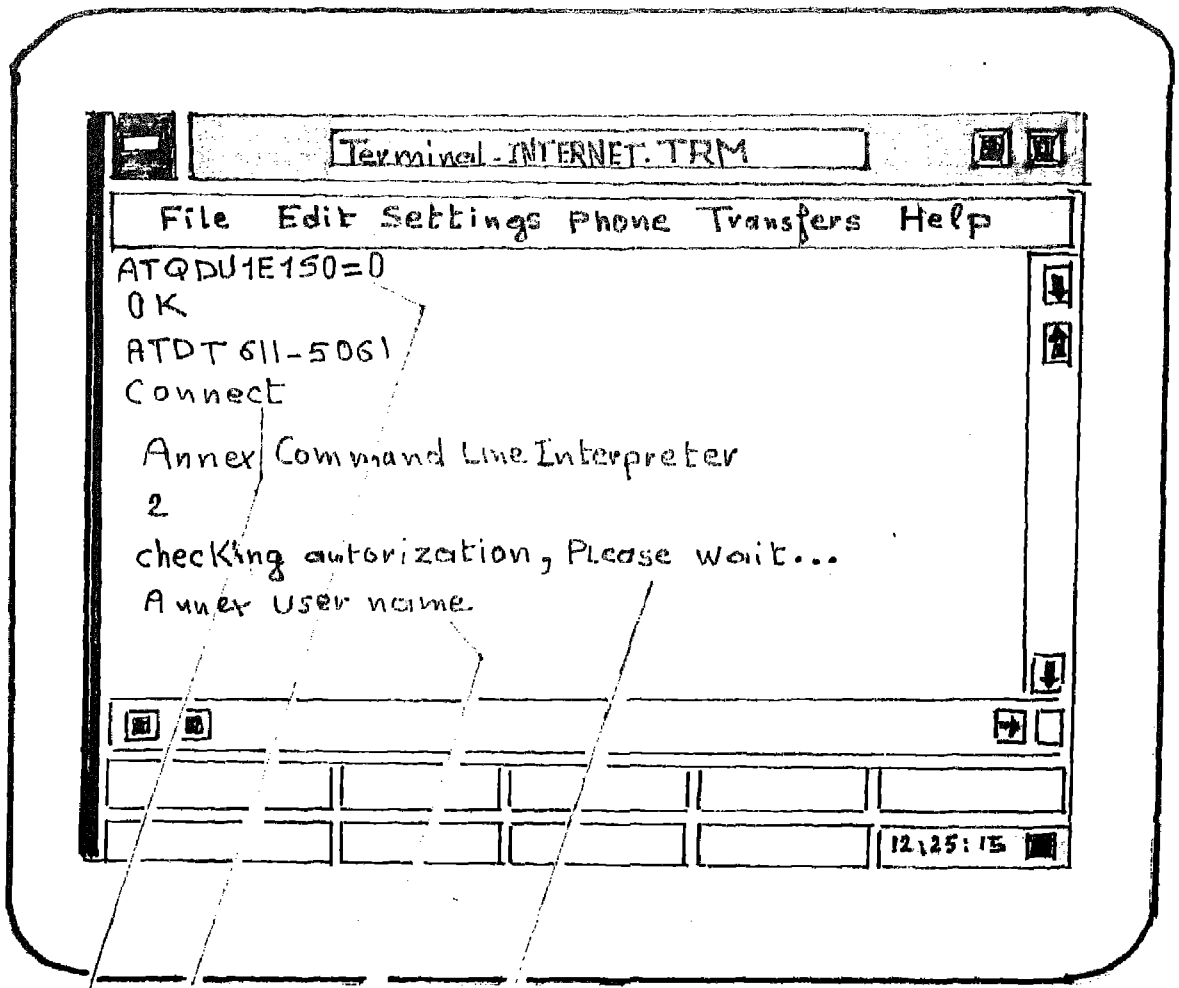 Terminal-INTERNET.TRM
File Edit Settings Phone Transfers Help
ATQDU1E150=0
OK
ATDT 611-5061
Connect
Annex Command Line Interpreter
2
checking autorization, Please wait...
Annex User name
12:25:15